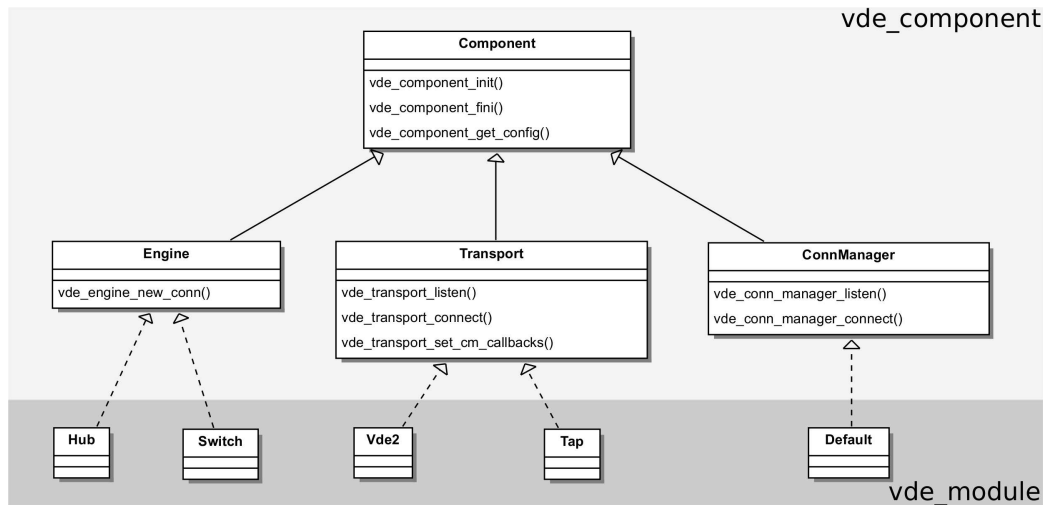 vde_component
Component
vde_component_init()
vde_component_fini()
vde_component_get_config()
Engine
vde_engine_new_conn()
Transport
vde_transport_listen()
vde_transport_connect()
vde_transport_set_cm_callbacks()
ConnManager
vde_conn_manager_listen()
vde_conn_manager_connect()
Hub
Switch
Vde2
Tap
Default
vde_module